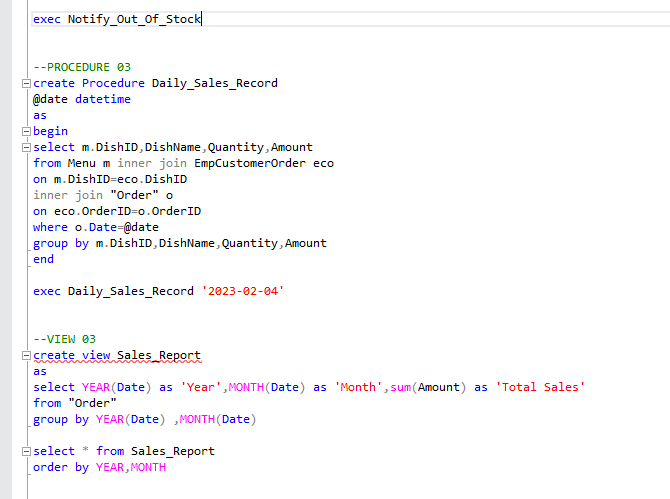 exec Notify_Out_Of_Stock
--PROCEDURE 03
create Procedure Daily_Sales_Record
@date datetime
as
begin
select m.DishID,DishName,Quantity,Amount
from Menu m inner join EmpCustomerOrder eco
on m.DishID=eco.DishID
inner join "Order" o
on eco.OrderID=o.OrderID
where o.Date=@date
group by m.DishID,DishName,Quantity,Amount
end
exec Daily_Sales_Record '2023-02-04'
--VIEW 03
create view Sales_Report
as
select YEAR(Date) as 'Year',MONTH(Date) as 'Month',sum(Amount) as 'Total Sales'
from "Order"
group by YEAR(Date) ,MONTH(Date)
select * from Sales_Report
order by YEAR,MONTH